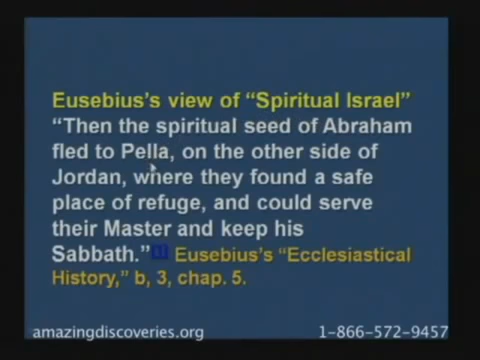 Eusebius's view of "Spiritual Israel"
"Then the spiritual seed of Abraham
fled to Pella, on the other side of
Jordan, where they found a safe
place of refuge, and could serve
their Master and keep his
Sabbath."[1] Eusebius's "Ecclesiastical
History," b, 3, chap. 5.
amazingdiscoveries.org 1-866-572-9457